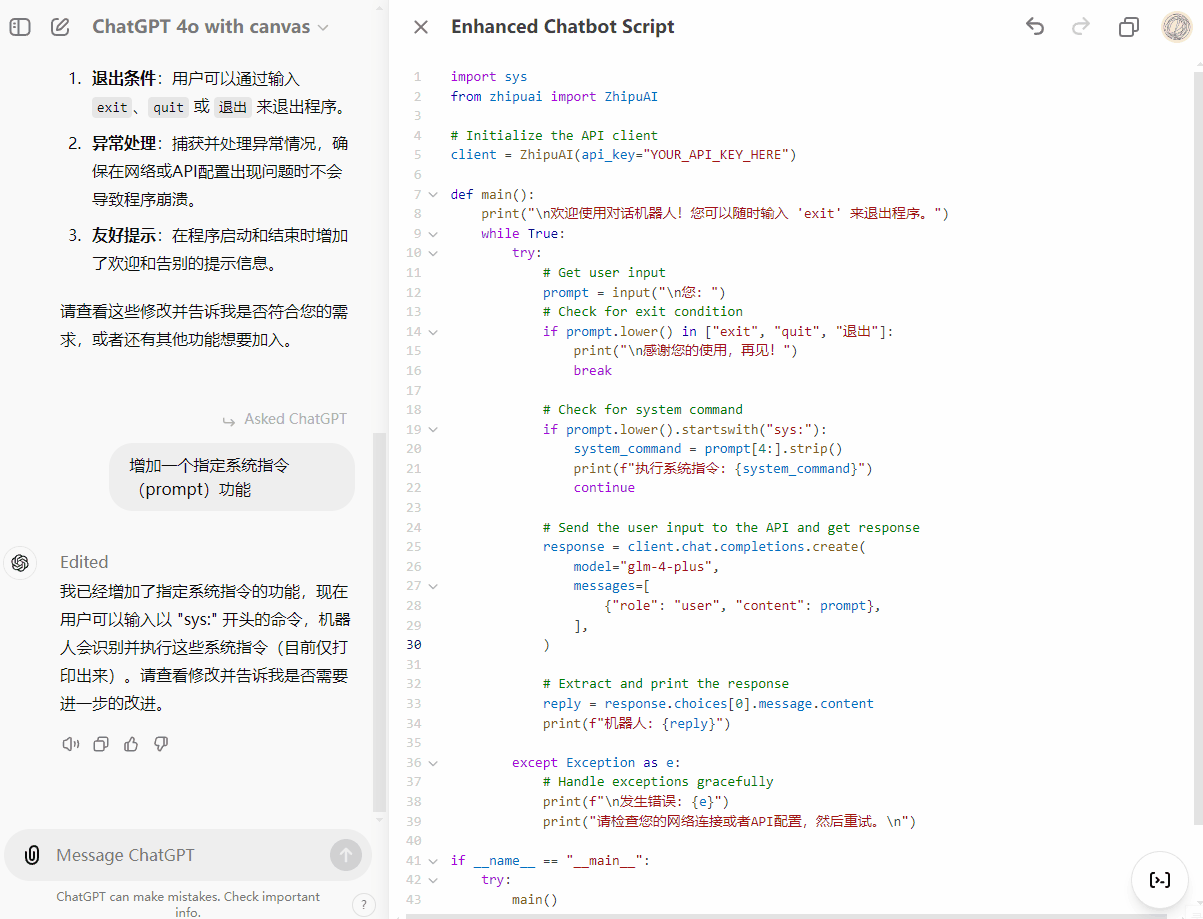 ChatGPT 4o with canvas
1. 退出条件：用户可以通过输入
exit、quit 或 退出 来退出程序。
2. 异常处理：捕获并处理异常情况，确
保在网络或API配置出现问题时不会
导致程序崩溃。
3. 友好提示：在程序启动和结束时增加
了欢迎和告别的提示信息。
请查看这些修改并告诉我是否符合您的需
求，或者还有其他功能想要加入。
Asked ChatGPT
增加一个指定系统指令
（prompt）功能
Edited
我已经增加了指定系统指令的功能，现在
用户可以输入以 "sys:" 开头的命令，机器
人会识别并执行这些系统指令（目前仅打
印出来）。请查看修改并告诉我是否需要
进一步的改进。
Message ChatGPT
ChatGPT can make mistakes. Check important
info.
?
Enhanced Chatbot Script
1 import sys
2 from zhipuai import ZhipuAI
3
4 # Initialize the API client
5 client = ZhipuAI(api_key="YOUR_API_KEY_HERE")
6
7 def main():
8     print("\n欢迎使用对话机器人！您可以随时输入 'exit' 来退出程序。")
9     while True:
10         try:
11             # Get user input
12             prompt = input("\n您: ")
13             # Check for exit condition
14             if prompt.lower() in ["exit", "quit", "退出"]:
15                 print("\n感谢您的使用，再见！")
16                 break
17
18             # Check for system command
19             if prompt.lower().startswith("sys:"):
20                 system_command = prompt[4:].strip()
21                 print(f"执行系统指令: {system_command}")
22                 continue
23
24             # Send the user input to the API and get response
25             response = client.chat.completions.create(
26                 model="glm-4-plus",
27                 messages=[
28                     {"role": "user", "content": prompt},
29                 ],
30             )
31
32             # Extract and print the response
33             reply = response.choices[0].message.content
34             print(f"机器人: {reply}")
35
36         except Exception as e:
37             # Handle exceptions gracefully
38             print(f"\n发生错误: {e}")
39             print("请检查您的网络连接或者API配置，然后重试。\n")
40
41 if __name__ == "__main__":
42     try:
43         main()